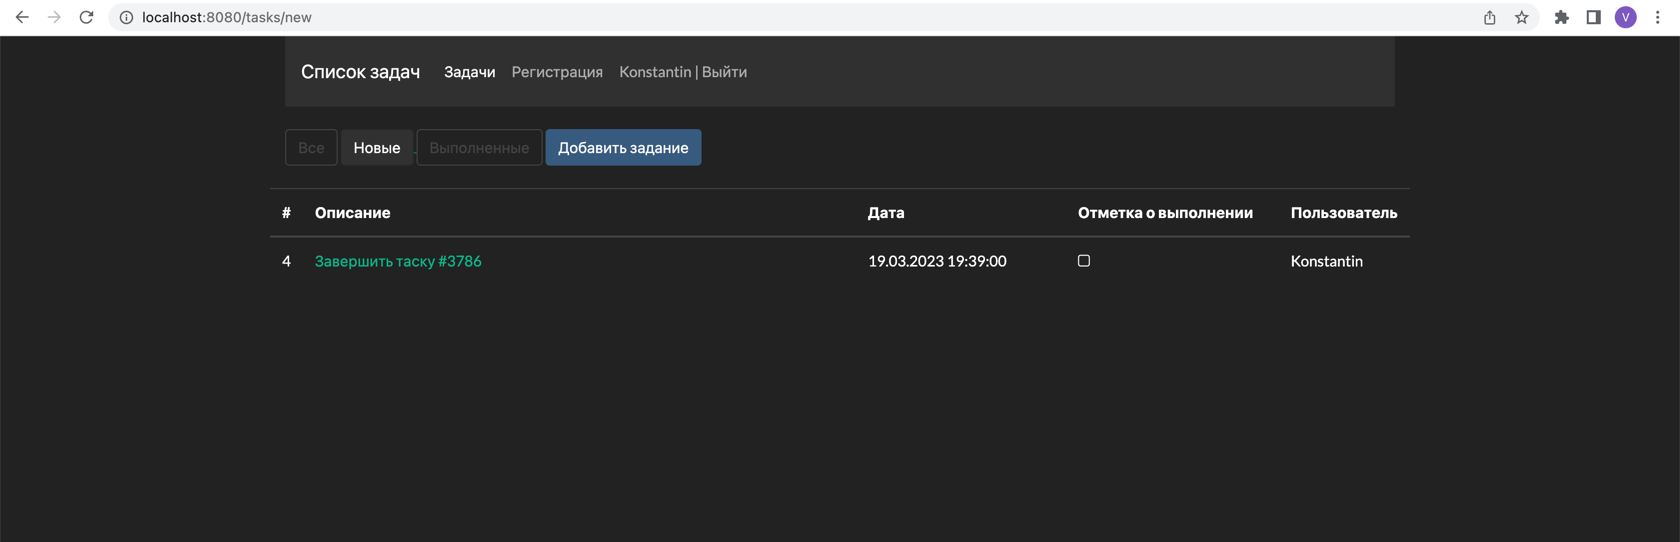 localhost:8080/tasks/new
V
Список задач Задачи Регистрация Konstantin | Выйти
Все Новые Выполненные Добавить задание
# Описание Дата Отметка о выполнении Пользователь
4 Завершить таску #3786 19.03.2023 19:39:00 Konstantin